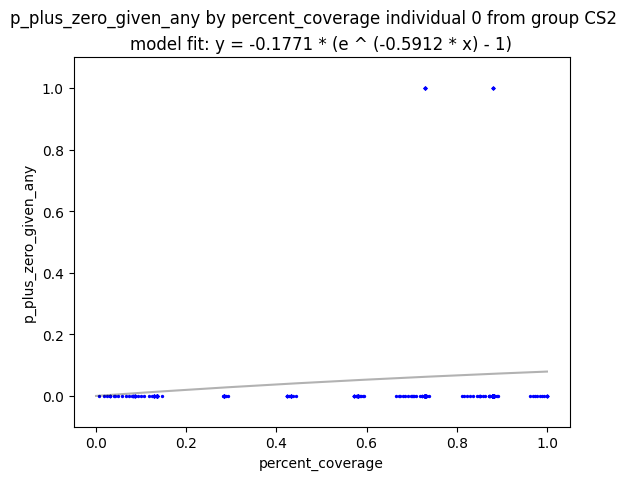 p_plus_zero_given_any by percent_coverage individual 0 from group CS2
model fit: y = -0.1771 * (e ^ (-0.5912 * x) - 1)
1.0
0.8
0.6
0.4
0.2
0.0
p_plus_zero_given_any
0.0 0.2 0.4 0.6 0.8 1.0
percent_coverage